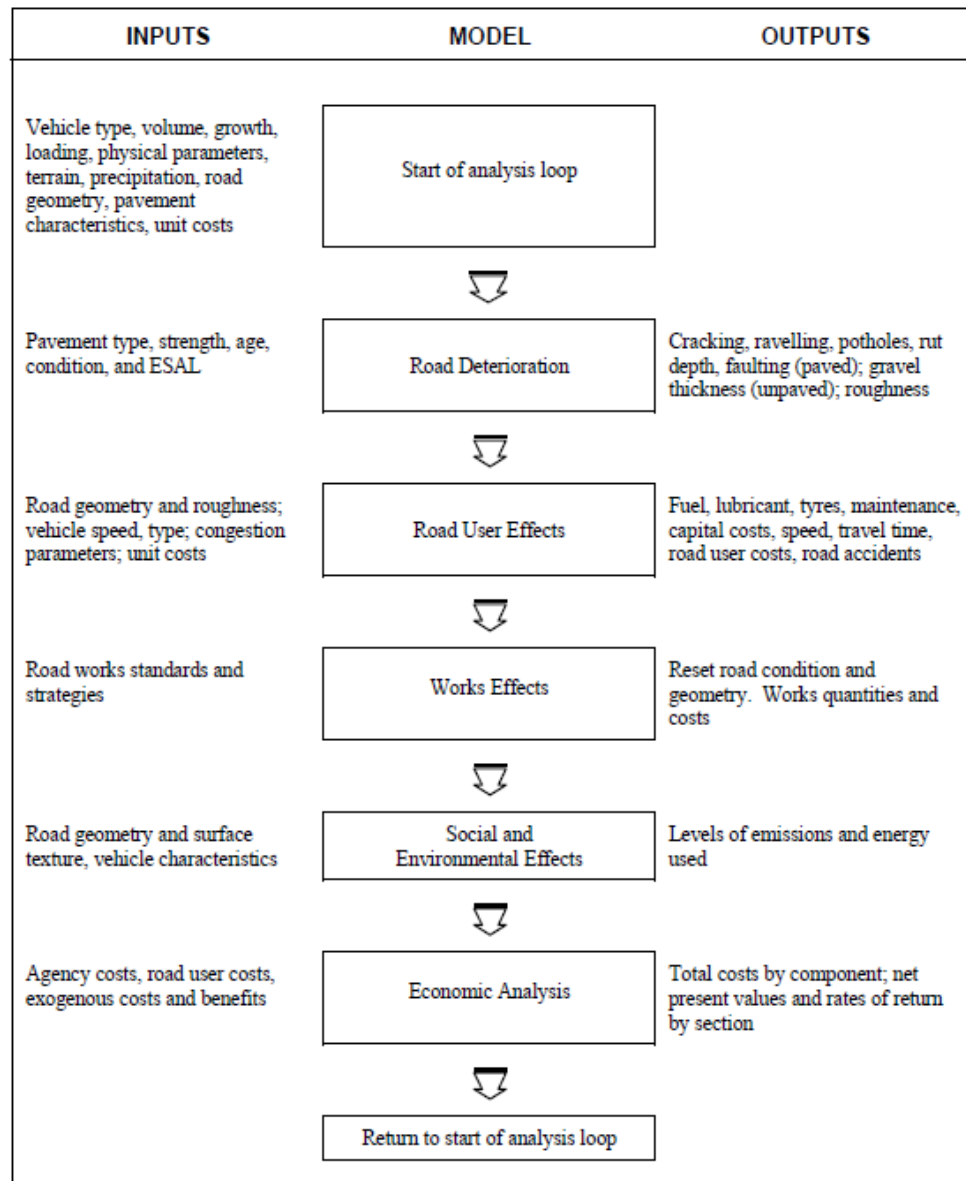 INPUTS
MODEL
OUTPUTS
Vehicle type, volume, growth,
loading, physical parameters,
terrain, precipitation, road
geometry, pavement
characteristics, unit costs
Start of analysis loop
Pavement type, strength, age,
condition, and ESAL
Road Deterioration
Cracking, ravelling, potholes, rut
depth, faulting (paved); gravel
thickness (unpaved); roughness
Road geometry and roughness;
vehicle speed, type; congestion
parameters; unit costs
Road User Effects
Fuel, lubricant, tyres, maintenance,
capital costs, speed, travel time,
road user costs, road accidents
Road works standards and
strategies
Works Effects
Reset road condition and
geometry. Works quantities and
costs
Road geometry and surface
texture, vehicle characteristics
Social and
Environmental Effects
Levels of emissions and energy
used
Agency costs, road user costs,
exogenous costs and benefits
Economic Analysis
Total costs by component; net
present values and rates of return
by section
Return to start of analysis loop